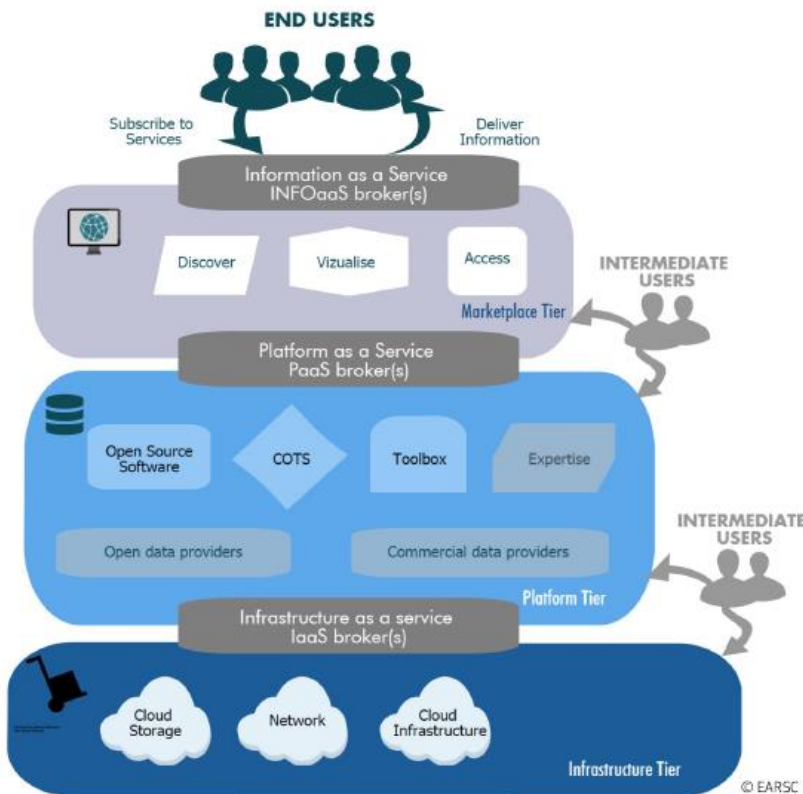 END USERS
Subscribe to
Services
Deliver
Information
Information as a Service
INFOaaS broker(s)
Discover
Vizualise
Access
Marketplace Tier
INTERMEDIATE
USERS
Platform as a Service
PaaS broker(s)
Open Source
Software
COTS
Toolbox
Expertise
Open data providers
Commercial data providers
Platform Tier
INTERMEDIATE
USERS
Infrastructure as a service
IaaS broker(s)
Cloud
Storage
Network
Cloud
Infrastructure
Infrastructure Tier
© EARSC